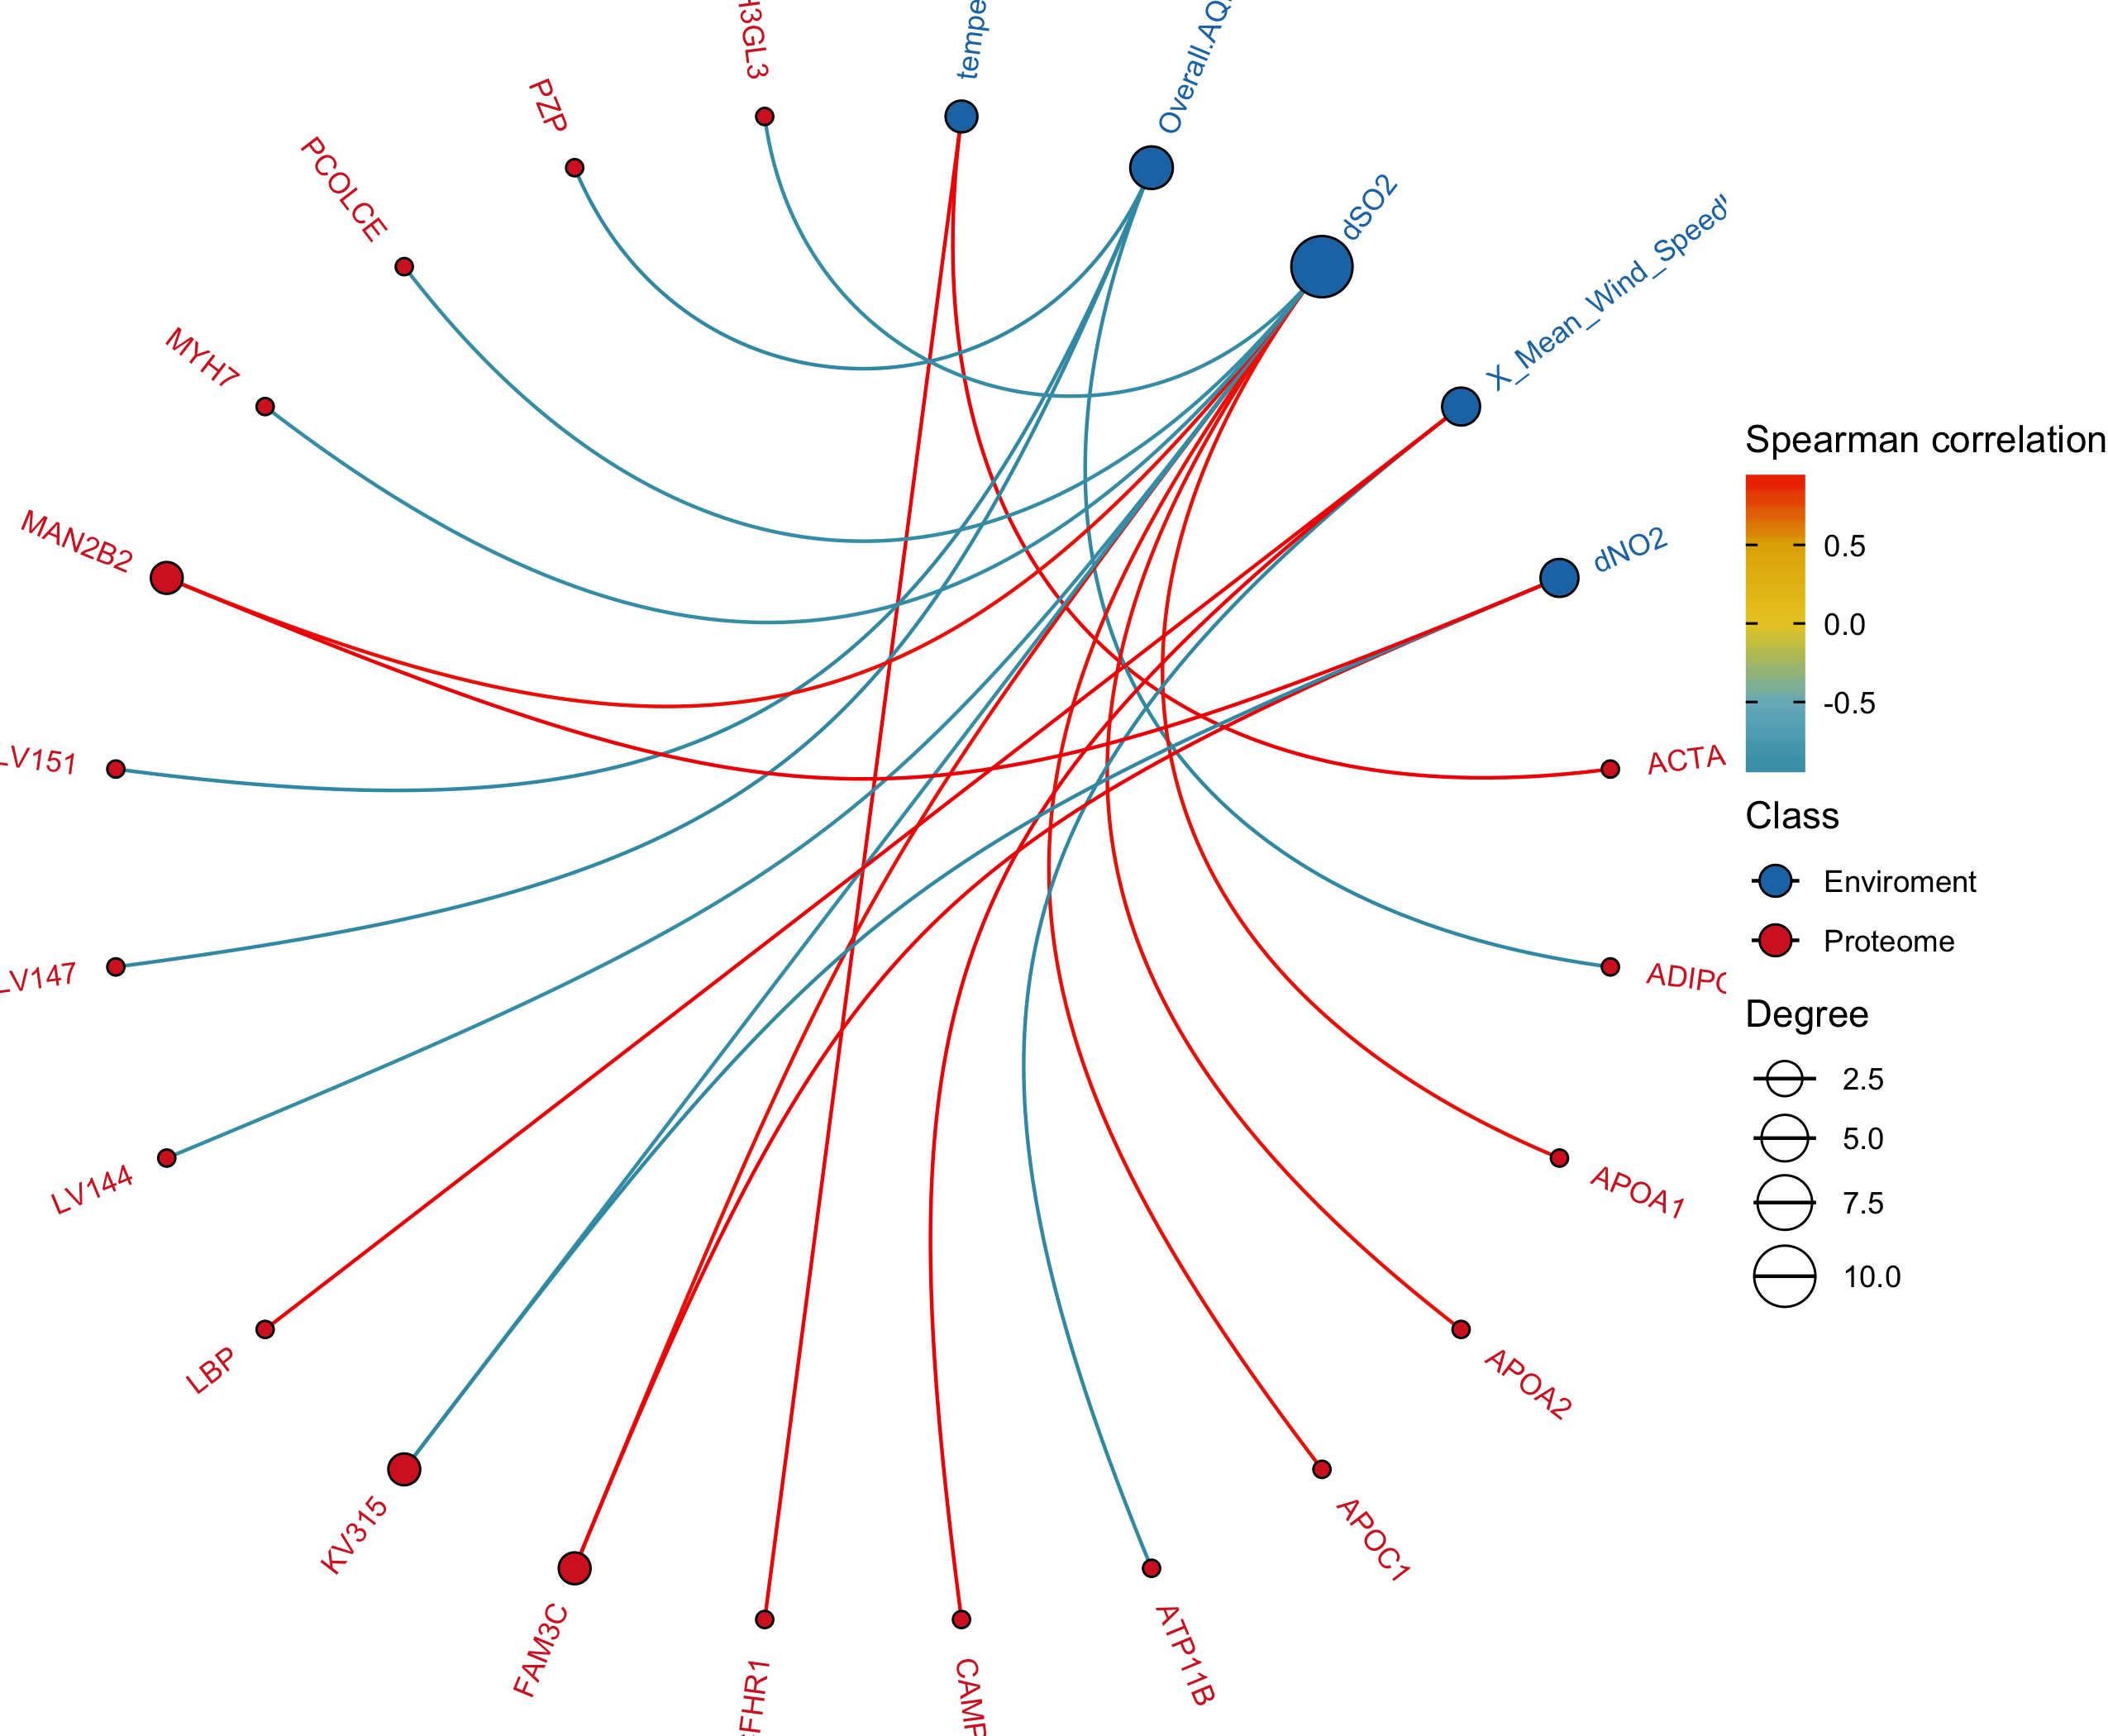 H3GL3
tempe
Overall.AQ
PZP
dSO2
PCOLCE
X_Mean_Wind_Speed
MYH7
dNO2
MAN2B2
LV151
ACTA
LV147
ADIPO
LV144
APOA1
LBP
APOA2
KV315
APOC1
FAM3C
FHR1
CAMP
ATP11B
Spearman correlation
0.5
0.0
-0.5
Class
Enviroment
Proteome
Degree
2.5
5.0
7.5
10.0